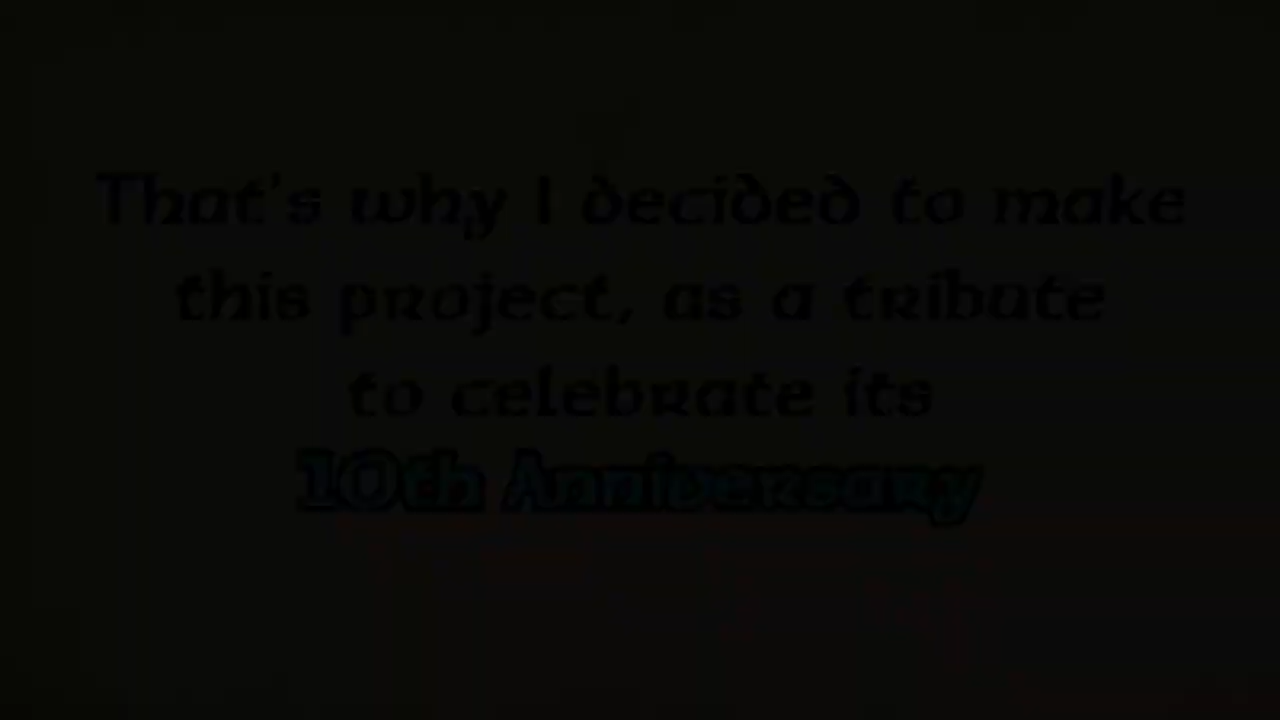 That's why I decided to make
this project, as a tribute
to celebrate its
10th Anniversary